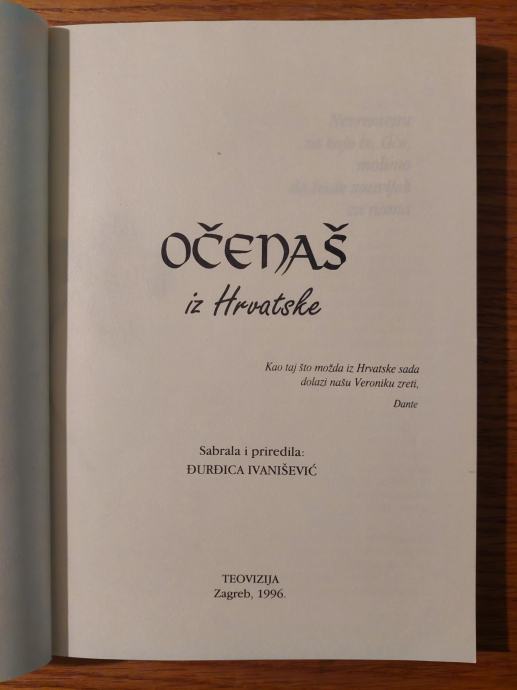 OČENAŠ
iz Hrvatske
Kao taj što možda iz Hrvatske sada
dolazi našu Veroniku zreti,
Dante
Sabrala i priredila:
ĐURĐICA IVANIŠEVIĆ
TEOVIZIJA
Zagreb, 1996.